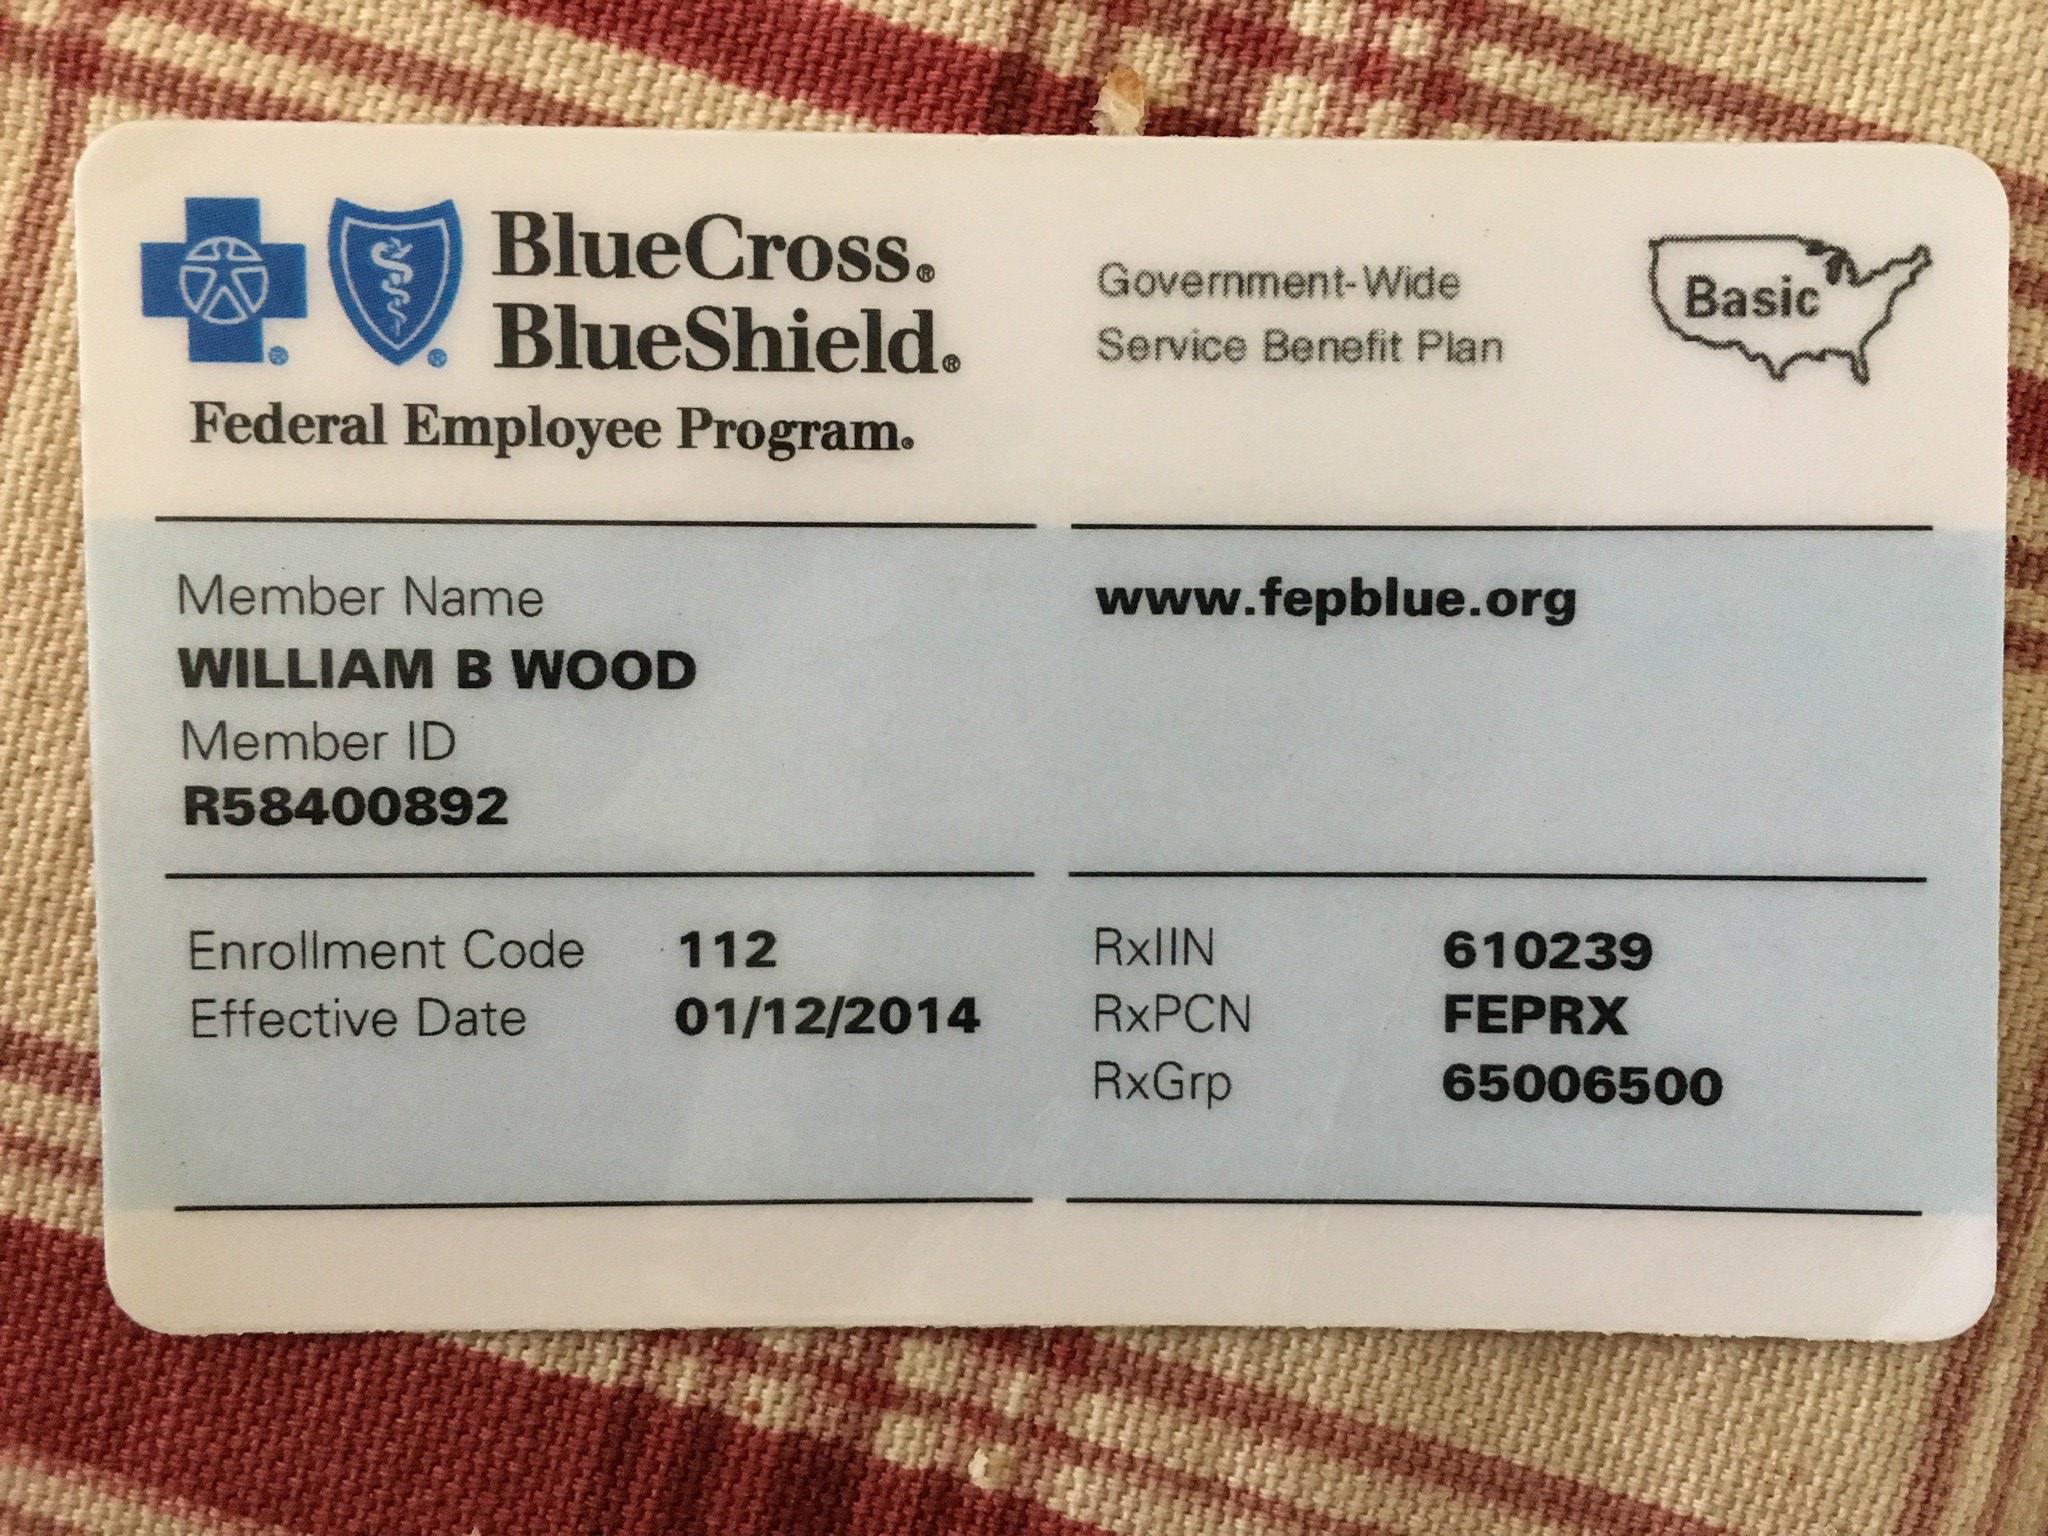 BlueCross®
BlueShield®
Federal Employee Program®
Government-Wide
Service Benefit Plan
Basic
Member Name
WILLIAM B WOOD
Member ID
R58400892
www.fepblue.org
Enrollment Code 112
Effective Date 01/12/2014
RxIIN 610239
RxPCN FEPRX
RxGrp 65006500